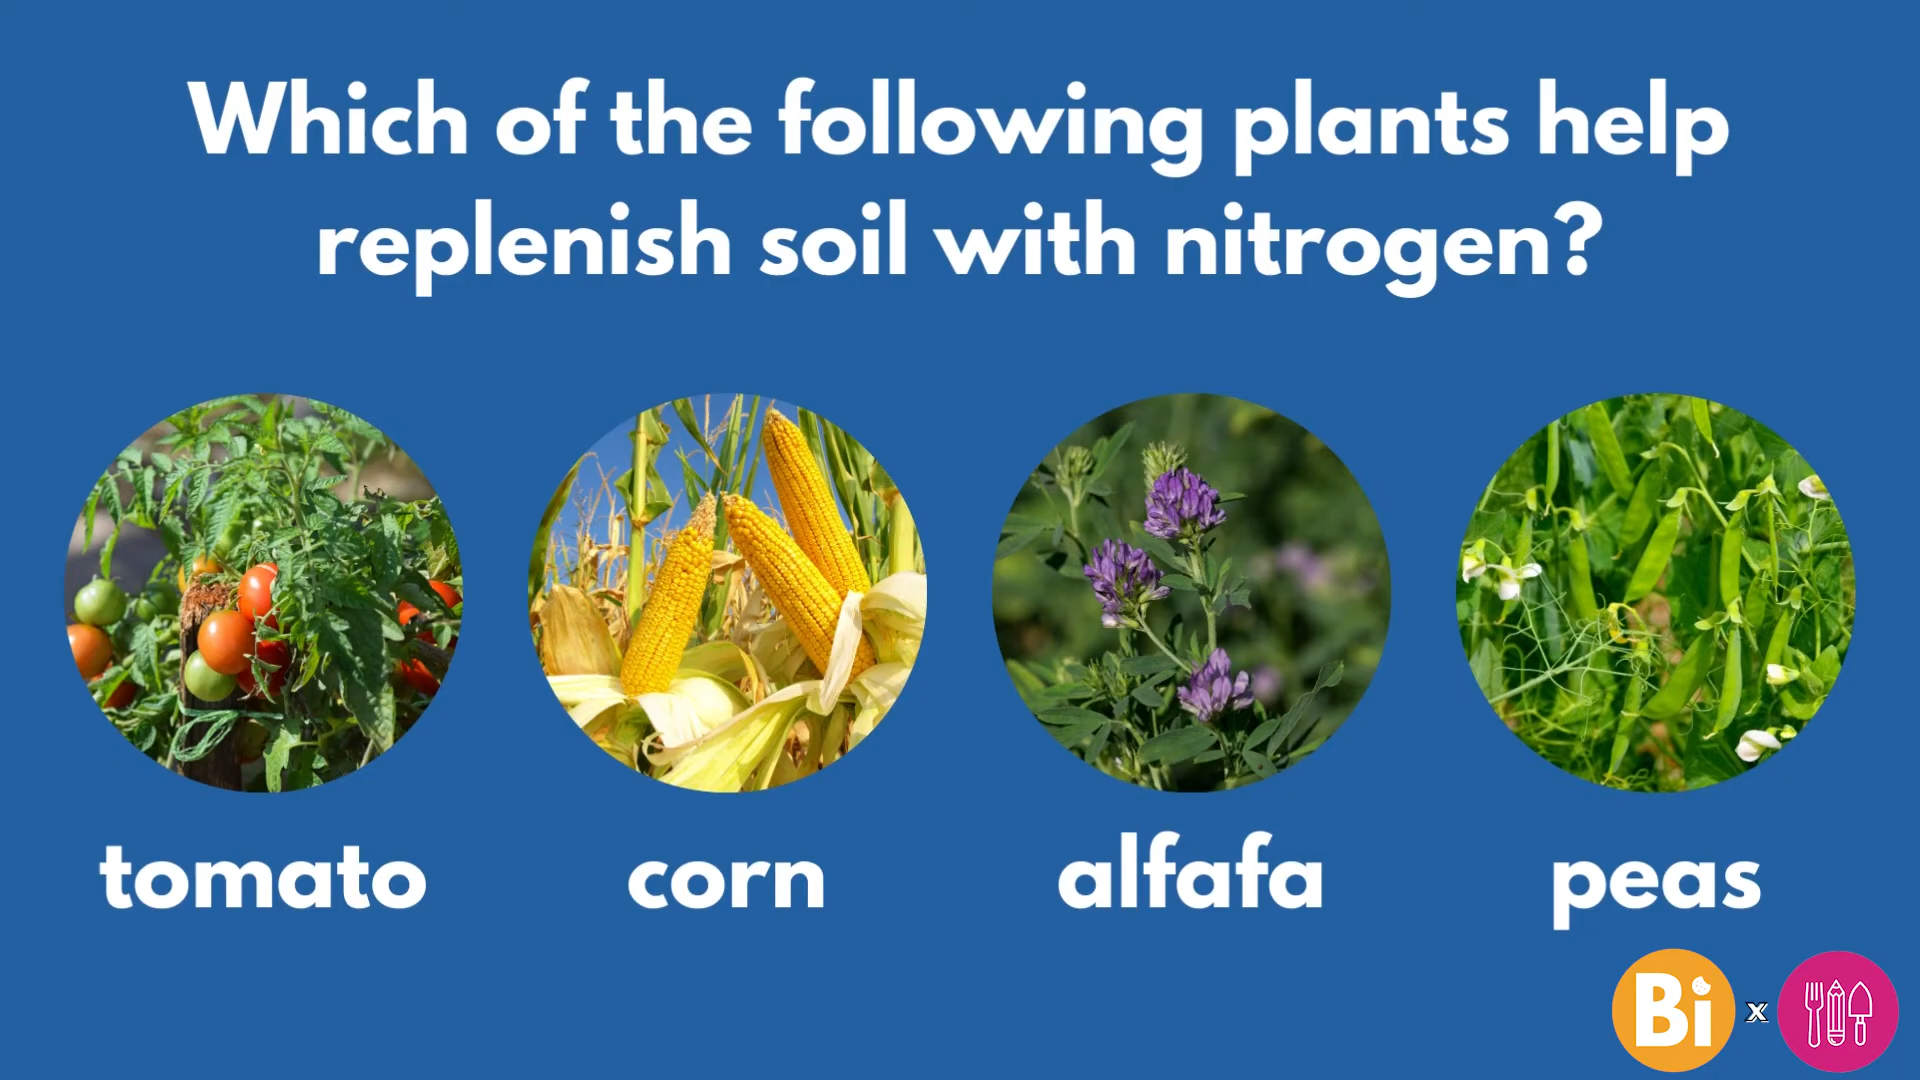 Which of the following plants help
replenish soil with nitrogen?
tomato
corn
alfafa
peas
Bi
x